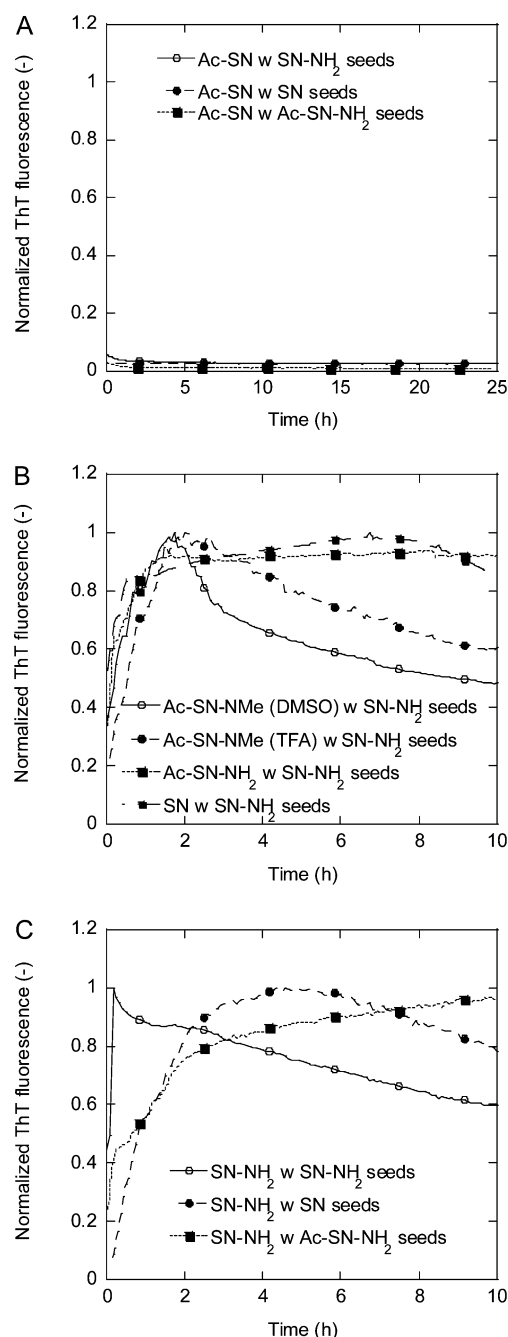 A
Normalized ThT fluorescence (-)
1.2
1
0.8
0.6
0.4
0.2
0
Ac-SN w SN-NH2 seeds
Ac-SN w SN seeds
Ac-SN w Ac-SN-NH2 seeds
0 5 10 15 20 25
Time (h)
B
Normalized ThT fluorescence (-)
1.2
1
0.8
0.6
0.4
0.2
0
Ac-SN-NMe (DMSO) w SN-NH2 seeds
Ac-SN-NMe (TFA) w SN-NH2 seeds
Ac-SN-NH2 w SN-NH2 seeds
SN w SN-NH2 seeds
0 2 4 6 8 10
Time (h)
C
Normalized ThT fluorescence (-)
1.2
1
0.8
0.6
0.4
0.2
0
SN-NH2 w SN-NH2 seeds
SN-NH2 w SN seeds
SN-NH2 w Ac-SN-NH2 seeds
0 2 4 6 8 10
Time (h)